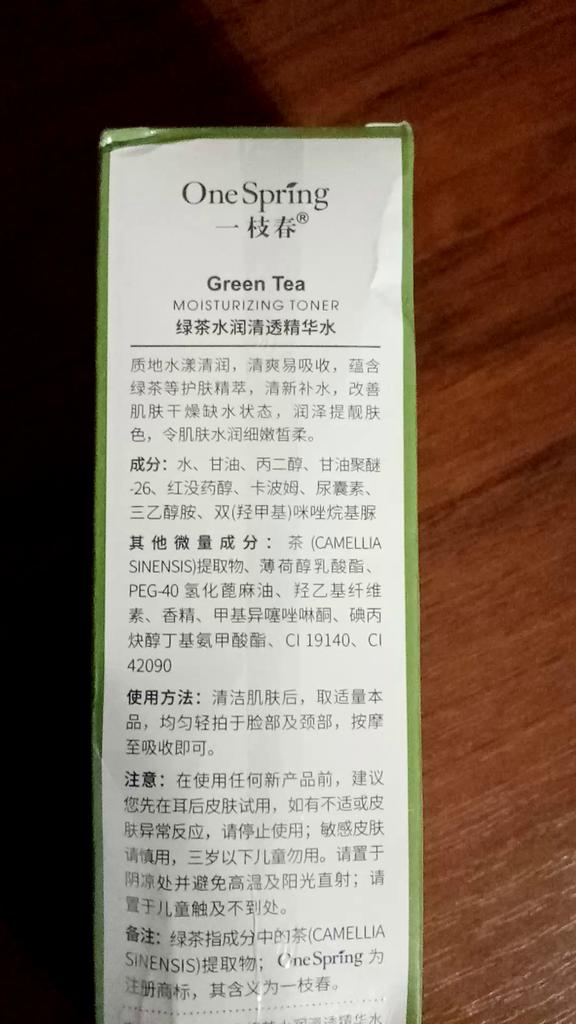 One Spring
一枝春®
Green Tea
MOISTURIZING TONER
绿茶水润清透精华水
质地水漾清润，清爽易吸收，蕴含
绿茶等护肤精萃，清新补水，改善
肌肤干燥缺水状态，润泽提靓肤
色，令肌肤水润细嫩皙柔。
成分：水、甘油、丙二醇、甘油聚醚
-26、红没药醇、卡波姆、尿囊素、
三乙醇胺、双(羟甲基)咪唑烷基脲
其他微量成分：茶(CAMELLIA
SINENSIS)提取物、薄荷醇乳酸酯、
PEG-40 氢化蓖麻油、羟乙基纤维
素、香精、甲基异噻唑啉酮、碘丙
炔醇丁基氨甲酸酯、CI 19140、CI
42090
使用方法：清洁肌肤后，取适量本
品，均匀轻拍于脸部及颈部，按摩
至吸收即可。
注意：在使用任何新产品前，建议
您先在耳后皮肤试用，如有不适或皮
肤异常反应，请停止使用；敏感皮肤
请慎用，三岁以下儿童勿用。请置于
阴凉处并避免高温及阳光直射；请
置于儿童触及不到处。
备注：绿茶指成分中的茶(CAMELLIA
SINENSIS)提取物；One Spring 为
注册商标，其含义为一枝春。
绿茶水润清透精华水